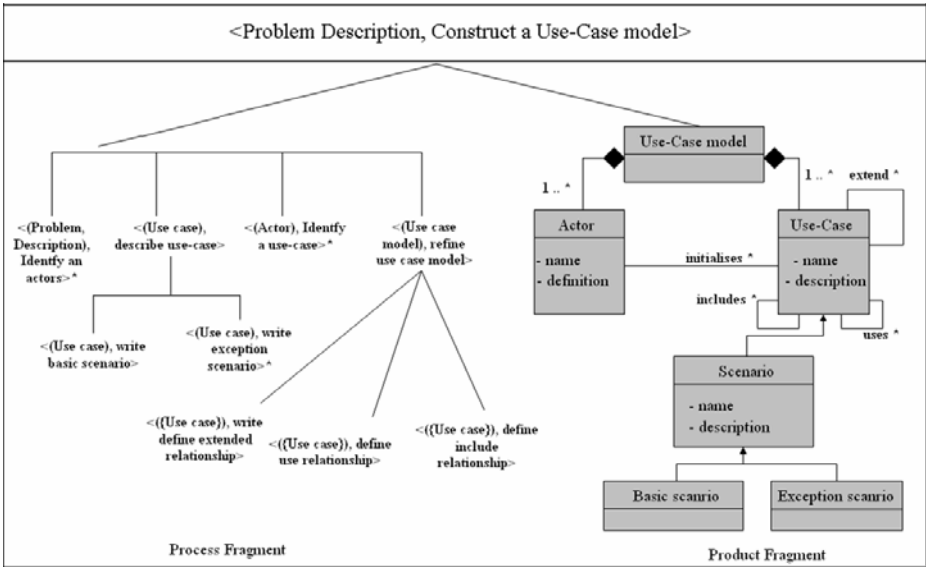 <Problem Description, Construct a Use-Case model>
Use-Case model
1 .. *
1 .. *
extend *
<(Problem,
Description),
Identfy an
actors>*
<(Use case),
describe use-case>
<(Actor), Identfy
a use-case>*
<(Use case
model), refine
use case model>
Actor
- name
- definition
initialises *
Use-Case
- name
- description
includes *
uses *
<(Use case), write
basic scenario>
<(Use case), write
exception
scenario>*
Scenario
- name
- description
<({Use case}), write
define extended
relationship>
<({Use case}), define
use relationship>
<({Use case}), define
include
relationship>
Basic scanrio
Exception scanrio
Process Fragment
Product Fragment